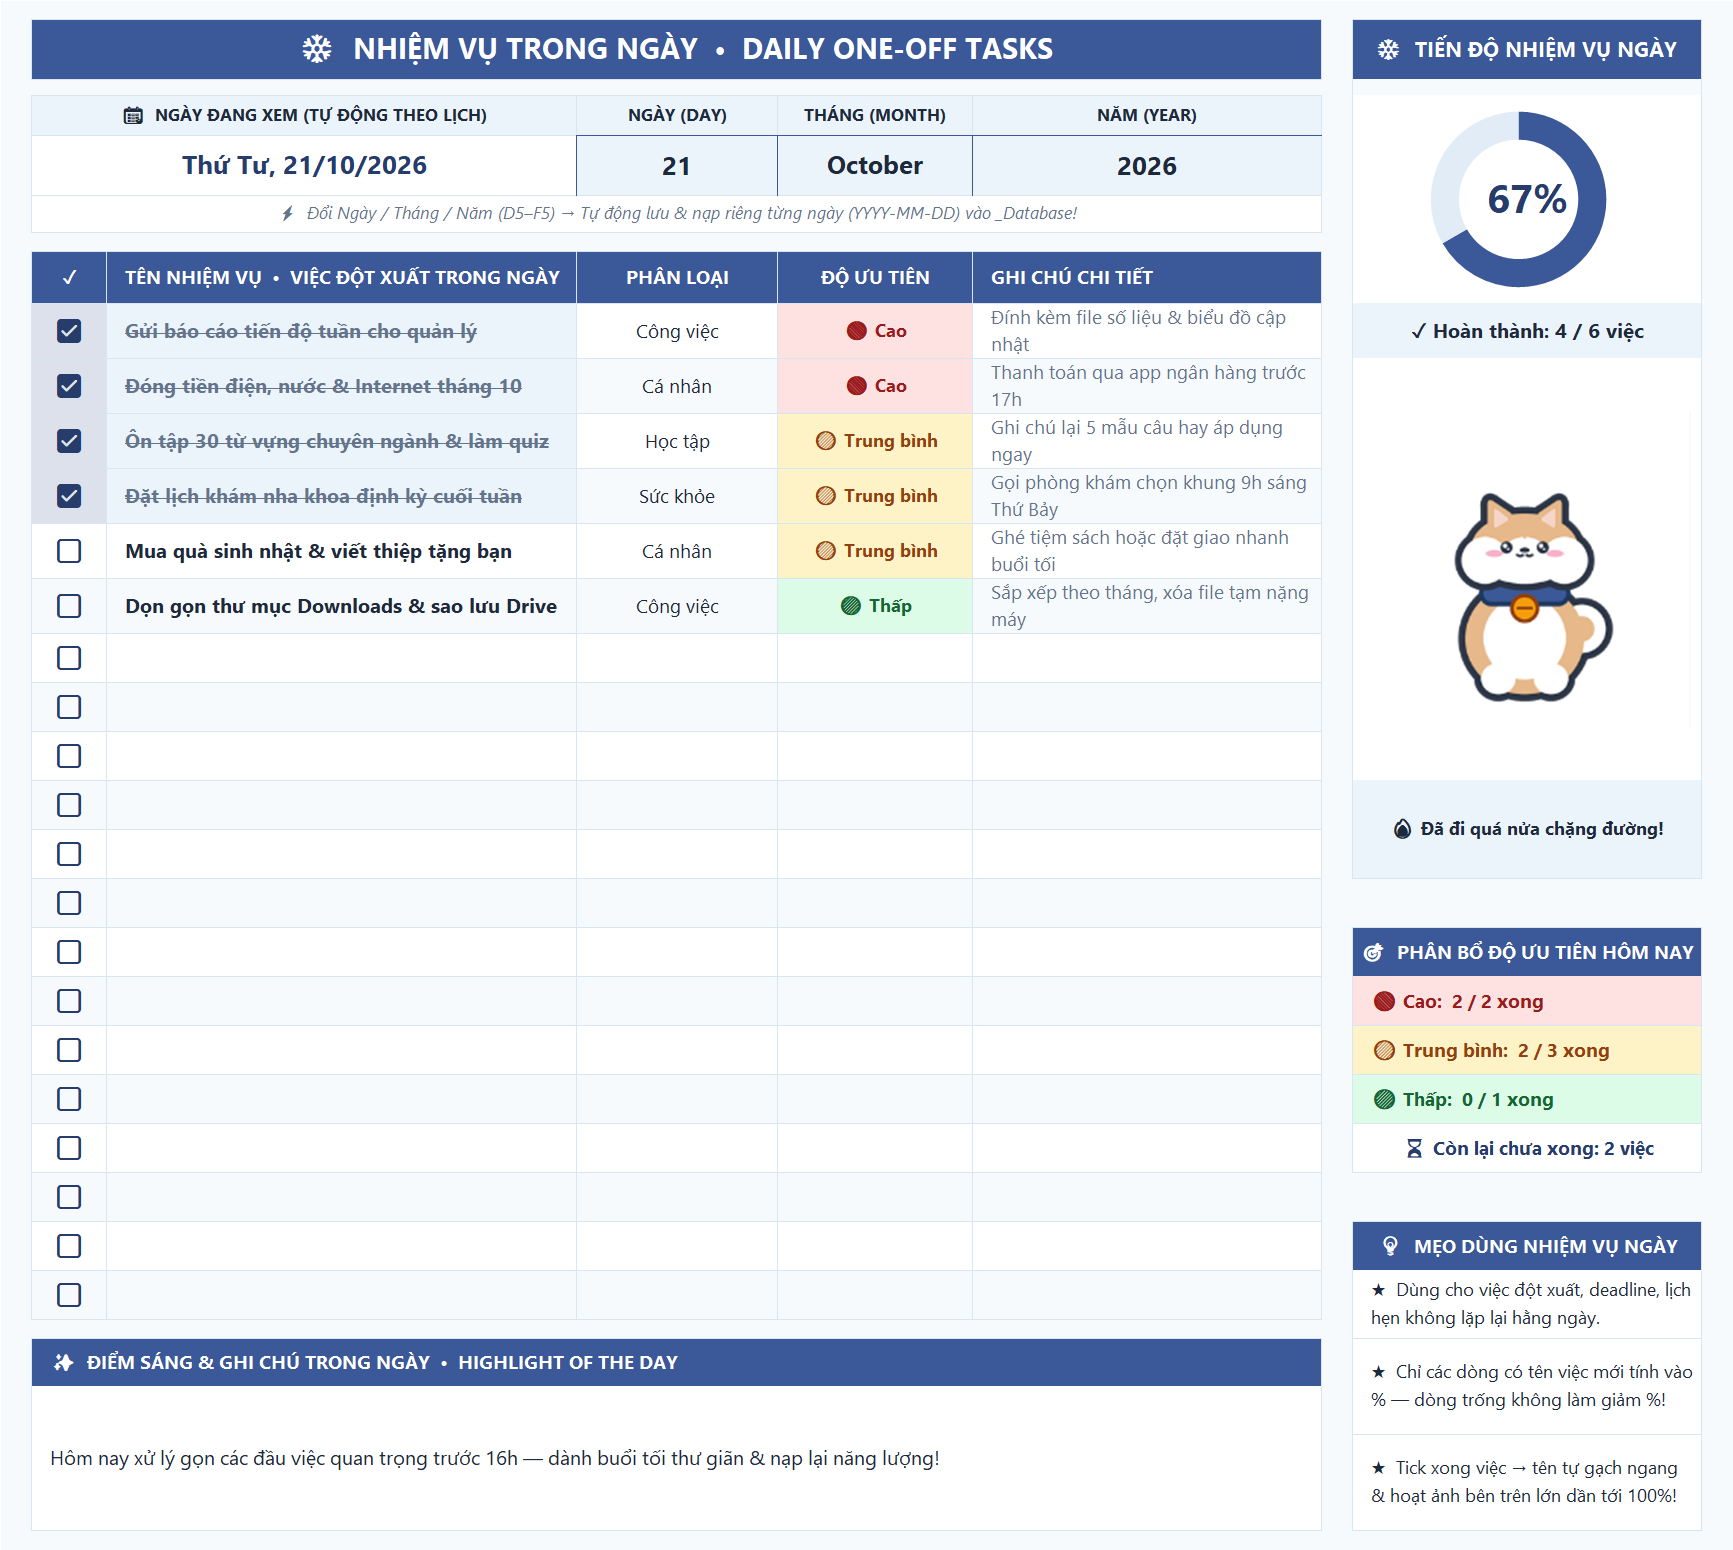 NHIỆM VỤ TRONG NGÀY • DAILY ONE-OFF TASKS
NGÀY ĐANG XEM (TỰ ĐỘNG THEO LỊCH)
NGÀY (DAY)
THÁNG (MONTH)
NĂM (YEAR)
Thứ Tư, 21/10/2026
21
October
2026
Đổi Ngày / Tháng / Năm (D5–F5) → Tự động lưu & nạp riêng từng ngày (YYYY-MM-DD) vào _Database!
✓
TÊN NHIỆM VỤ • VIỆC ĐỘT XUẤT TRONG NGÀY
PHÂN LOẠI
ĐỘ ƯU TIÊN
GHI CHÚ CHI TIẾT
Gửi báo cáo tiến độ tuần cho quản lý
Công việc
Cao
Đính kèm file số liệu & biểu đồ cập
nhật
Đóng tiền điện, nước & Internet tháng 10
Cá nhân
Cao
Thanh toán qua app ngân hàng trước
17h
Ôn tập 30 từ vựng chuyên ngành & làm quiz
Học tập
Trung bình
Ghi chú lại 5 mẫu câu hay áp dụng
ngay
Đặt lịch khám nha khoa định kỳ cuối tuần
Sức khỏe
Trung bình
Gọi phòng khám chọn khung 9h sáng
Thứ Bảy
Mua quà sinh nhật & viết thiệp tặng bạn
Cá nhân
Trung bình
Ghé tiệm sách hoặc đặt giao nhanh
buổi tối
Dọn gọn thư mục Downloads & sao lưu Drive
Công việc
Thấp
Sắp xếp theo tháng, xóa file tạm nặng
máy
ĐIỂM SÁNG & GHI CHÚ TRONG NGÀY • HIGHLIGHT OF THE DAY
Hôm nay xử lý gọn các đầu việc quan trọng trước 16h — dành buổi tối thư giãn & nạp lại năng lượng!
TIẾN ĐỘ NHIỆM VỤ NGÀY
67%
✓ Hoàn thành: 4 / 6 việc
Đã đi quá nửa chặng đường!
PHÂN BỔ ĐỘ ƯU TIÊN HÔM NAY
Cao: 2 / 2 xong
Trung bình: 2 / 3 xong
Thấp: 0 / 1 xong
Còn lại chưa xong: 2 việc
MẸO DÙNG NHIỆM VỤ NGÀY
★ Dùng cho việc đột xuất, deadline, lịch
hẹn không lặp lại hằng ngày.
★ Chỉ các dòng có tên việc mới tính vào
% — dòng trống không làm giảm %!
★ Tick xong việc → tên tự gạch ngang
& hoạt ảnh bên trên lớn dần tới 100%!